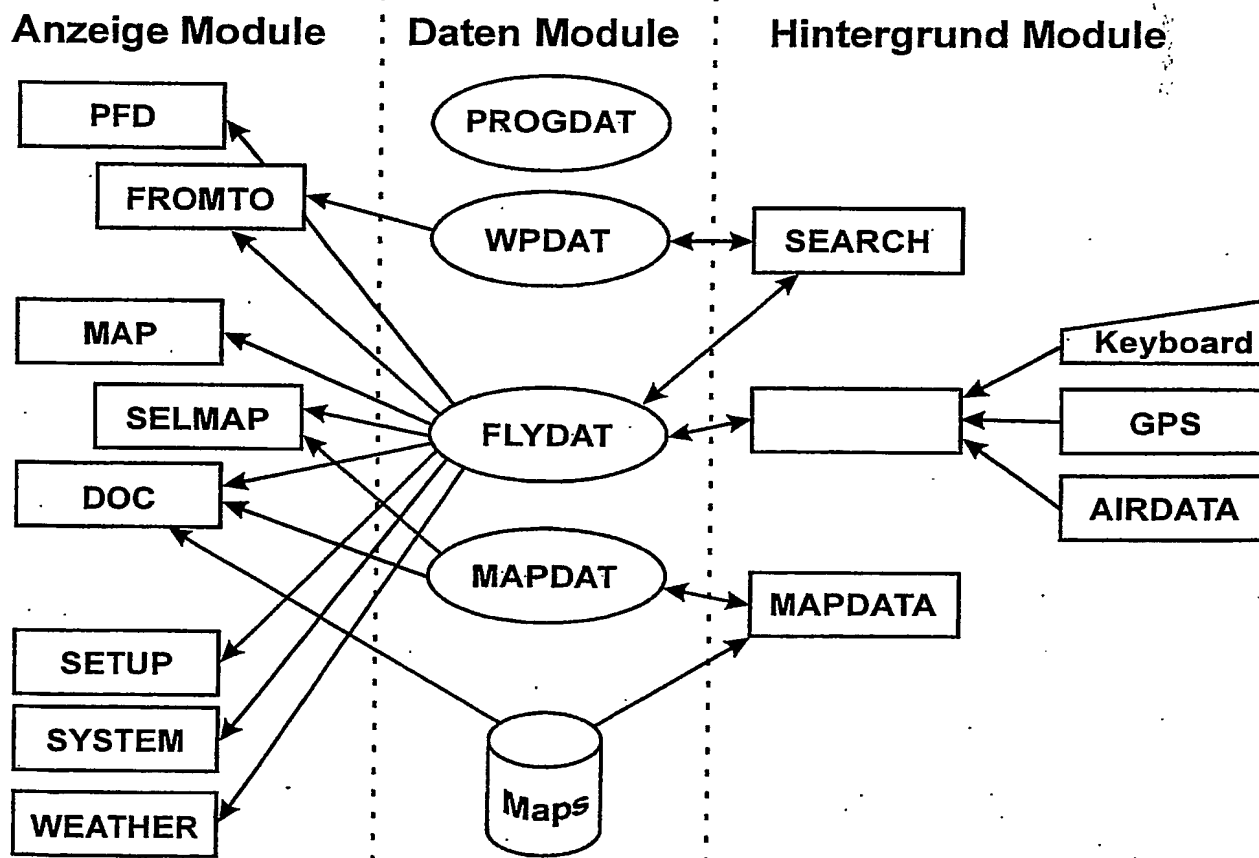 Anzeige Module
Daten Module
Hintergrund Module
PFD
FROMTO
MAP
SELMAP
DOC
SETUP
SYSTEM
WEATHER
PROGDAT
WPDAT
FLYDAT
MAPDAT
Maps
SEARCH
MAPDATA
Keyboard
GPS
AIRDATA